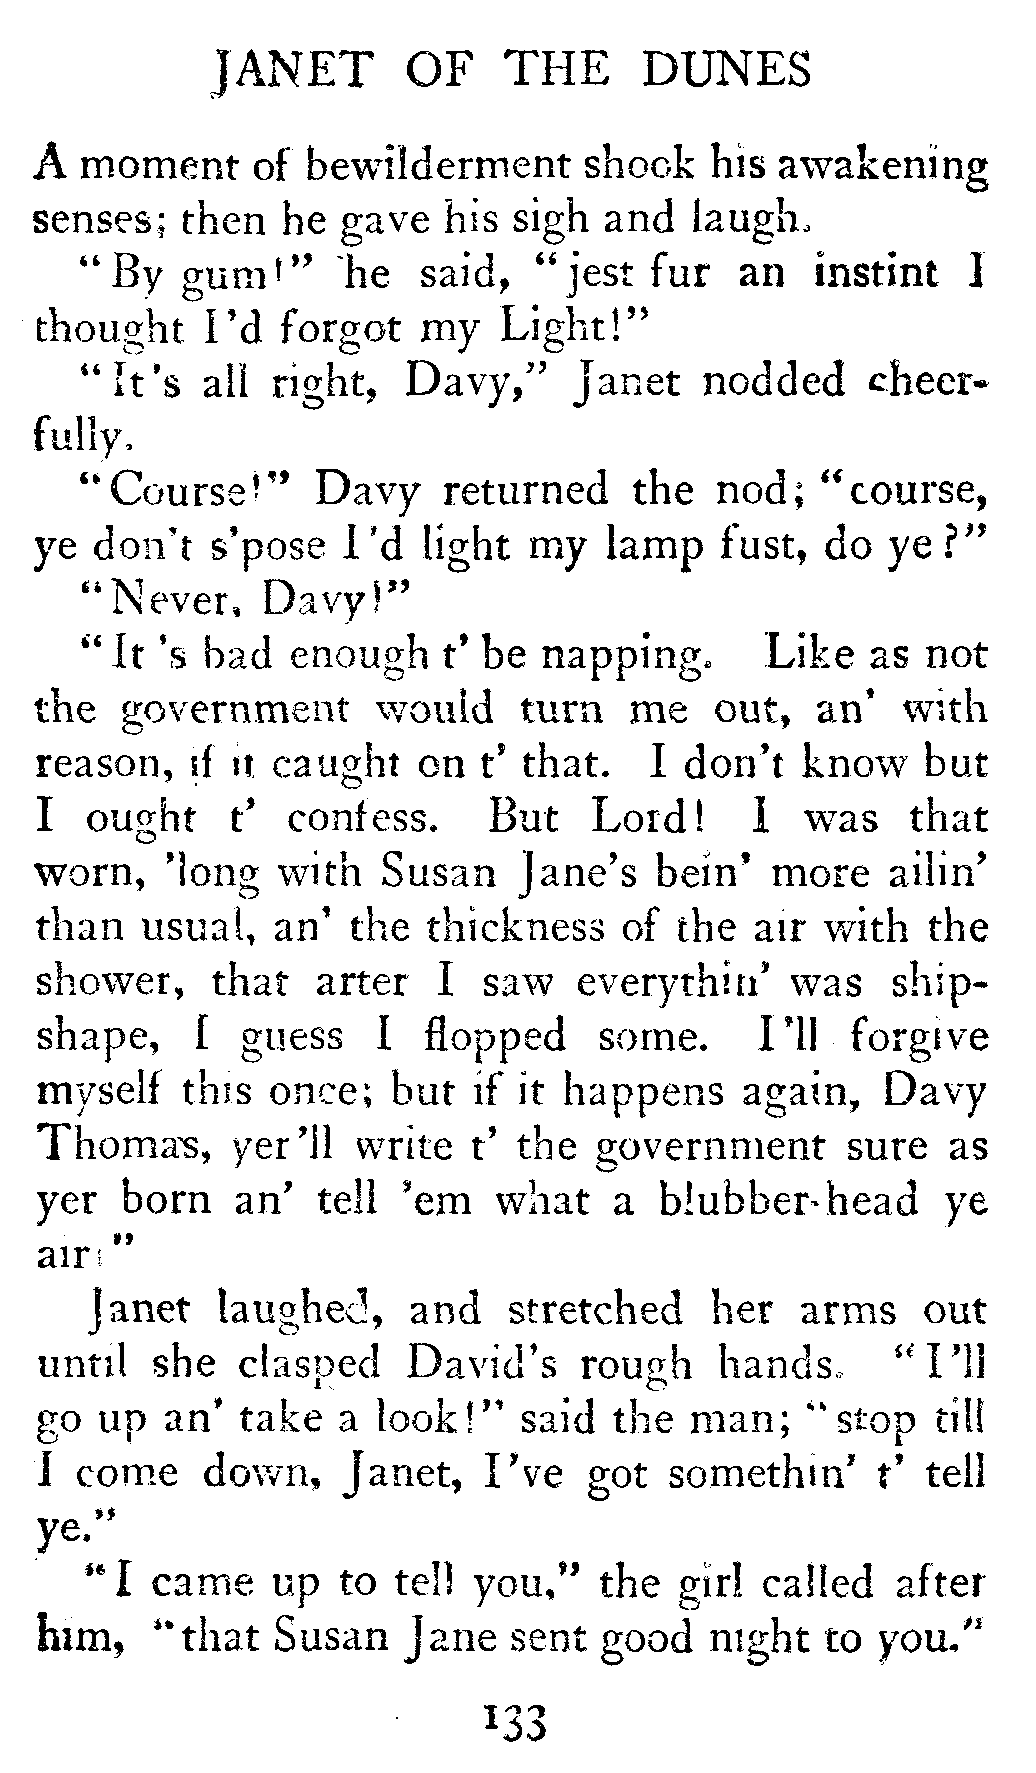 JANET OF THE DUNES
A moment of bewilderment shook his awakening
senses; then he gave his sigh and laugh.
"By gum!" he said, "jest fur an instint I
thought I'd forgot my Light!"
"It's all right, Davy," Janet nodded cheer-
fully.
"Course!" Davy returned the nod; "course,
ye don't s'pose I'd light my lamp fust, do ye?"
"Never, Davy!"
"It's bad enough t' be napping. Like as not
the government would turn me out, an' with
reason, if it caught on t' that. I don't know but
I ought t' confess. But Lord! I was that
worn, 'long with Susan Jane's bein' more ailin'
than usual, an' the thickness of the air with the
shower, that arter I saw everythin' was ship-
shape, I guess I flopped some. I'll forgive
myself this once; but if it happens again, Davy
Thomas, yer'll write t' the government sure as
yer born an' tell 'em what a blubber-head ye
air!"
Janet laughed, and stretched her arms out
until she clasped David's rough hands. "I'll
go up an' take a look!" said the man; "stop till
I come down, Janet, I've got somethin' t' tell
ye."
"I came up to tell you," the girl called after
him, "that Susan Jane sent good night to you."
133